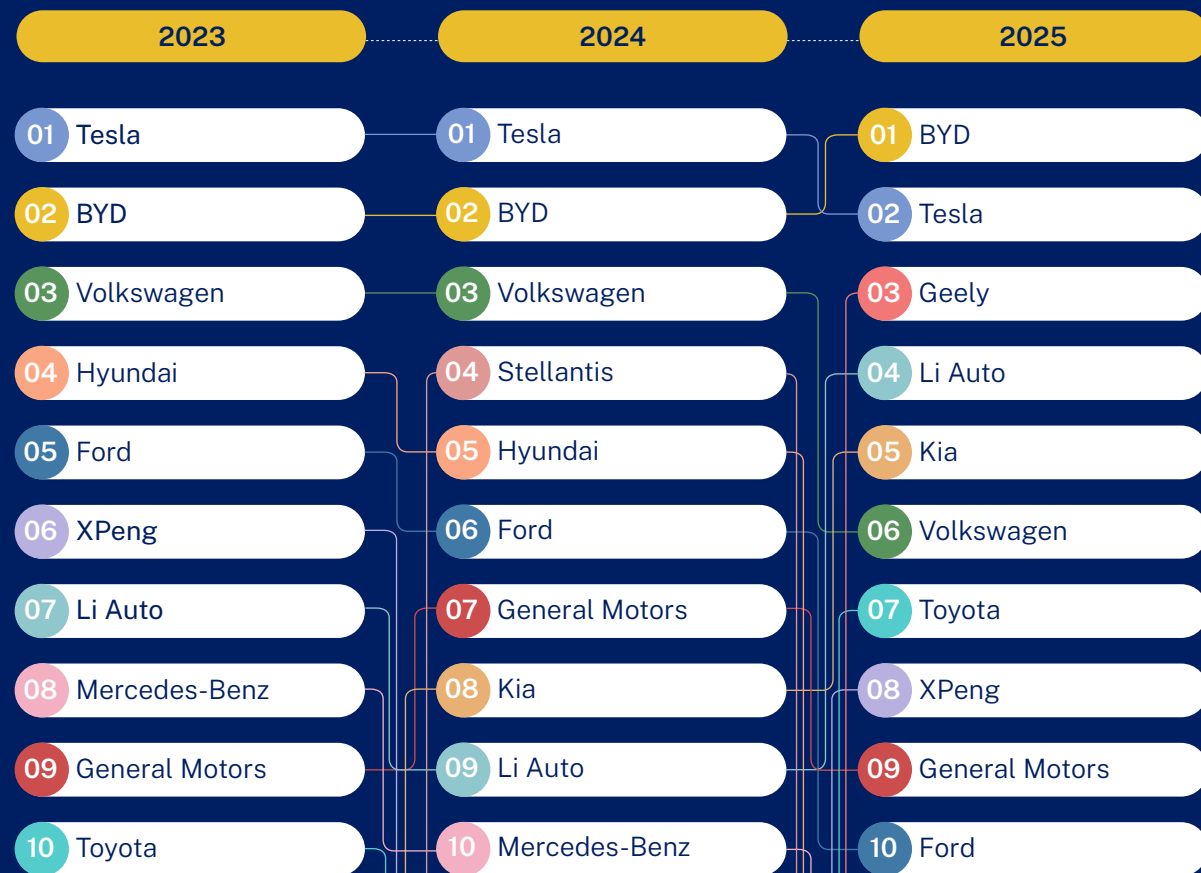 2023 2024 2025
01 Tesla 01 Tesla 01 BYD
02 BYD 02 BYD 02 Tesla
03 Volkswagen 03 Volkswagen 03 Geely
04 Hyundai 04 Stellantis 04 Li Auto
05 Ford 05 Hyundai 05 Kia
06 XPeng 06 Ford 06 Volkswagen
07 Li Auto 07 General Motors 07 Toyota
08 Mercedes-Benz 08 Kia 08 XPeng
09 General Motors 09 Li Auto 09 General Motors
10 Toyota 10 Mercedes-Benz 10 Ford